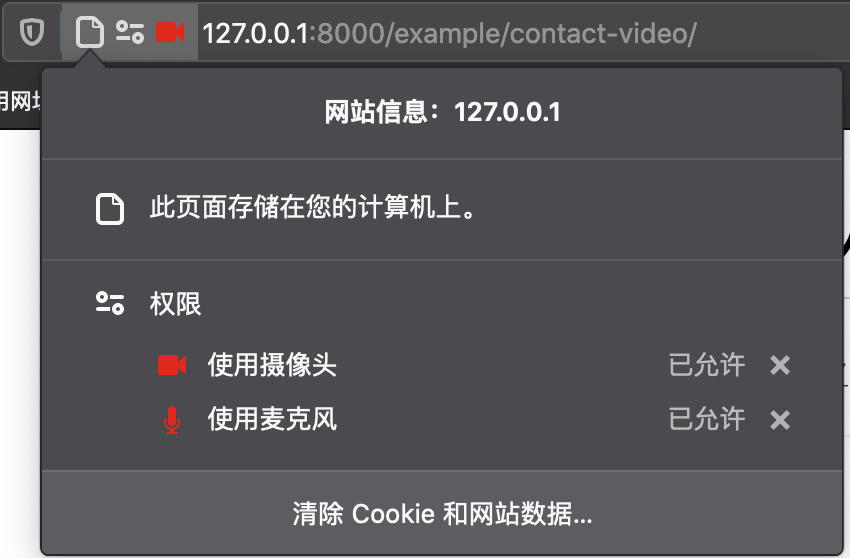 127.0.0.1:8000/example/contact-video/
用网址
网站信息：127.0.0.1
此页面存储在您的计算机上。
权限
使用摄像头 已允许
使用麦克风 已允许
清除 Cookie 和网站数据...